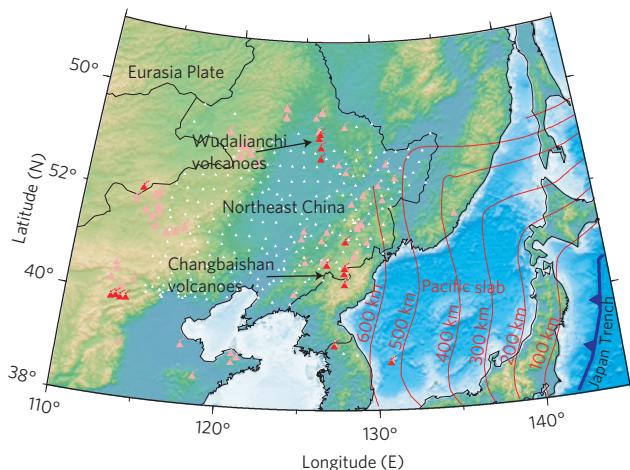 50°
Eurasia Plate
Wudalianchi
volcanoes
52°
Latitude (N)
Northeast China
Changbaishan
volcanoes
40°
Pacific slab
600 km
500 km
400 km
300 km
200 km
100 km
Japan Trench
38°
110°
120°
130°
140°
Longitude (E)